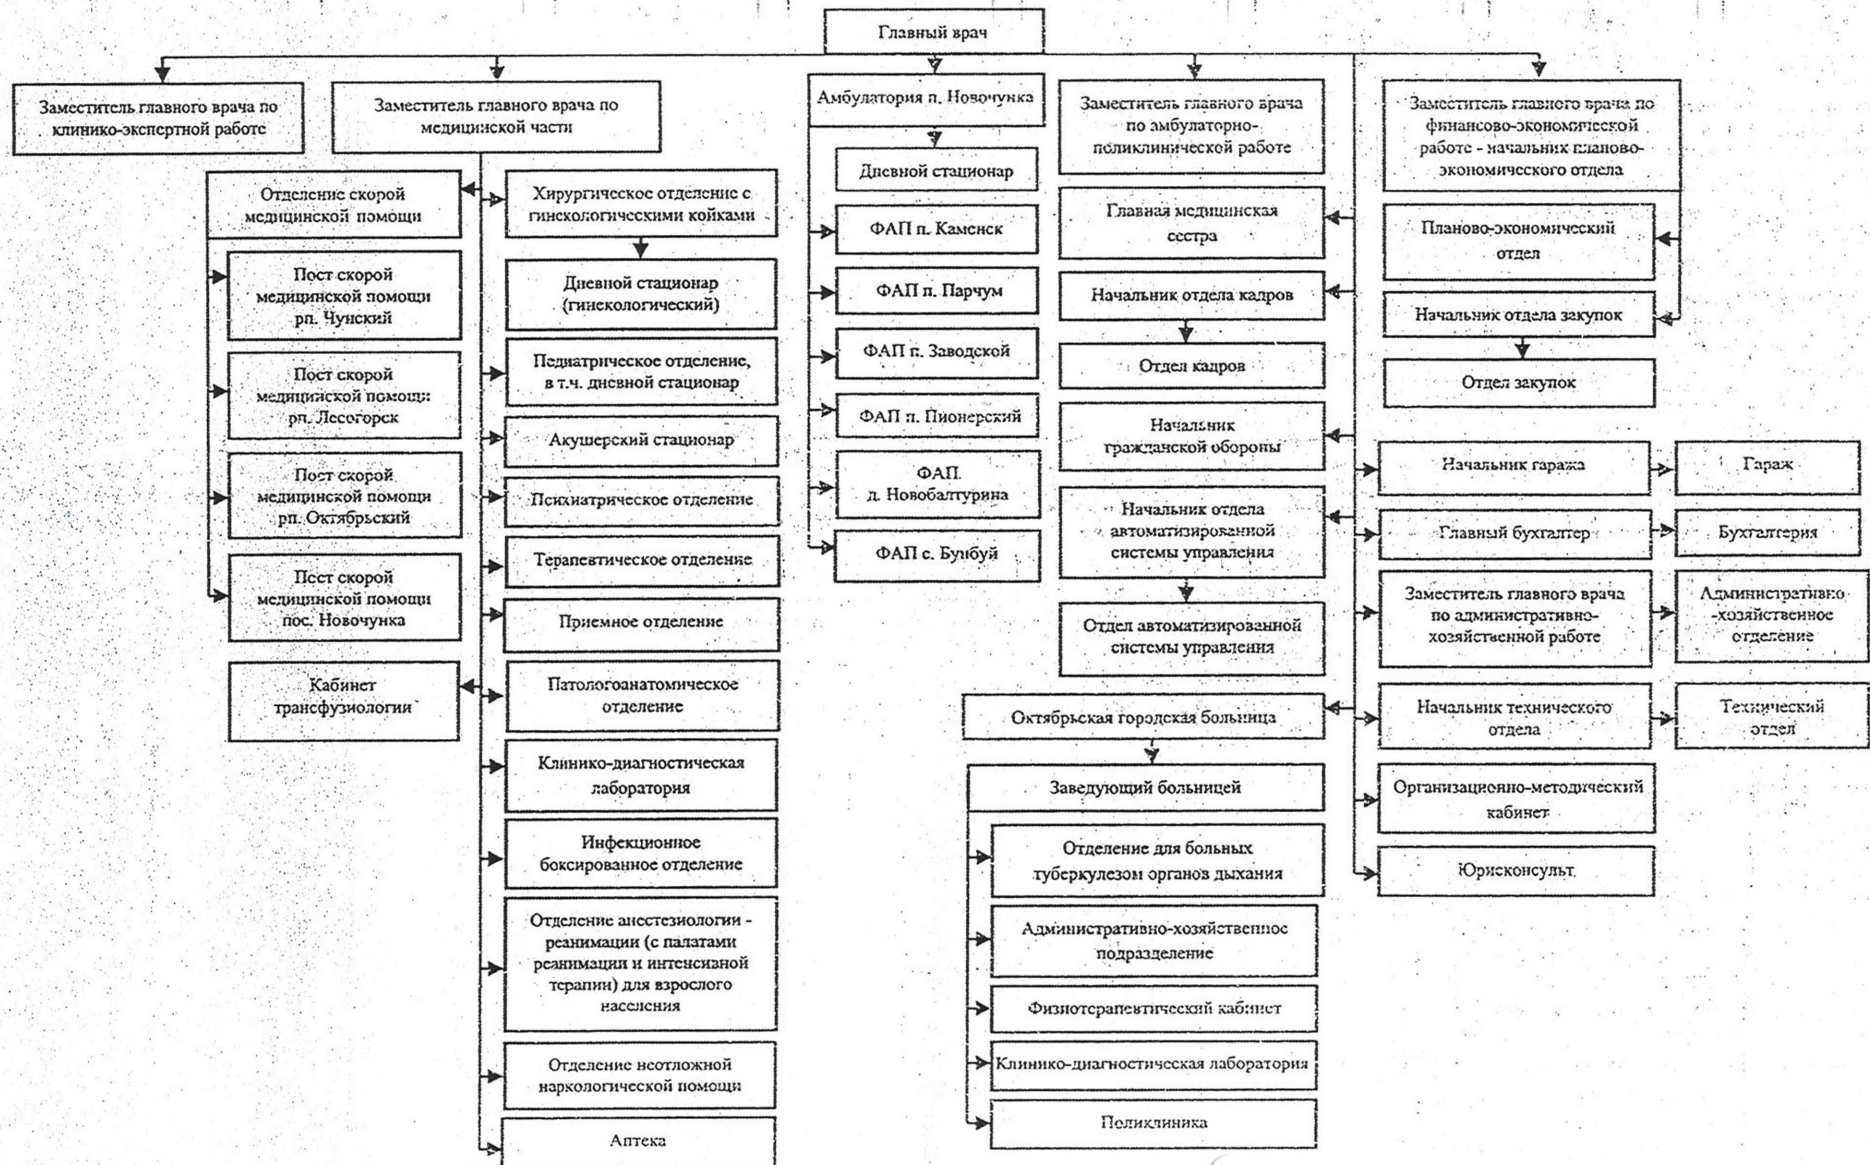 Главный врач
Заместитель главного врача по
клинико-экспертной работе
Заместитель главного врача по
медицинской части
Отделение скорой
медицинской помощи
Пост скорой
медицинской помощи
рп. Чунский
Пост скорой
медицинской помощи
рп. Лесогорск
Пост скорой
медицинской помощи
рп. Октябрьский
Пост скорой
медицинской помощи
пос. Новочунка
Кабинет
трансфузиологии
Хирургическое отделение с
гинекологическими койками
Дневной стационар
(гинекологический)
Педиатрическое отделение,
в т.ч. дневной стационар
Акушерский стационар
Психиатрическое отделение
Терапевтическое отделение
Приемное отделение
Патологоанатомическое
отделение
Клинико-диагностическая
лаборатория
Инфекционное
боксированное отделение
Отделение анестезиологии -
реанимации (с палатами
реанимации и интенсивной
терапии) для взрослого
населения
Отделение неотложной
наркологической помощи
Аптека
Амбулатория п. Новочунка
Дневной стационар
ФАП п. Каменск
ФАП п. Парчум
ФАП п. Заводской
ФАП п. Пионерский
ФАП.
д. Новобалтурина
ФАП с. Бунбуй
Заместитель главного врача
по амбулаторно-
поликлинической работе
Главная медицинская
сестра
Начальник отдела кадров
Отдел кадров
Начальник
гражданской обороны
Начальник отдела
автоматизированной
системы управления
Отдел автоматизированной
системы управления
Октябрьская городская больница
Заведующий больницей
Отделение для больных
туберкулезом органов дыхания
Административно-хозяйственное
подразделение
Физиотерапевтический кабинет
Клинико-диагностическая лаборатория
Поликлиника
Заместитель главного врача по
финансово-экономической
работе - начальник планово-
экономического отдела
Планово-экономический
отдел
Начальник отдела закупок
Отдел закупок
Начальник гаража
Гараж
Главный бухгалтер
Бухгалтерия
Заместитель главного врача
по административно-
хозяйственной работе
Административно
-хозяйственное
отделение
Начальник технического
отдела
Технический
отдел
Организационно-методический
кабинет
Юрисконсульт